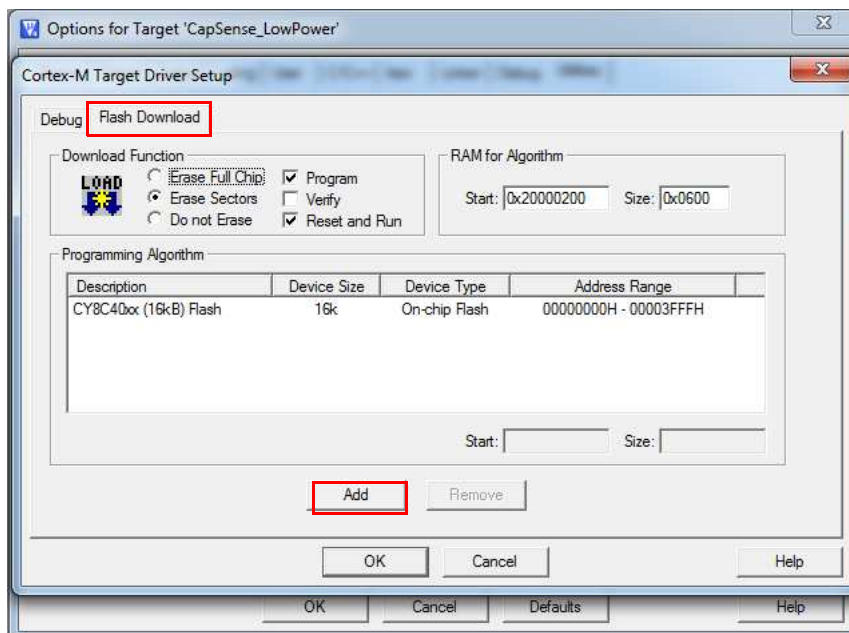 Options for Target 'CapSense_LowPower'
Cortex-M Target Driver Setup
Debug Flash Download
Download Function
LOAD
Erase Full Chip
Erase Sectors
Do not Erase
Program
Verify
Reset and Run
RAM for Algorithm
Start: 0x20000200 Size: 0x0600
Programming Algorithm
Description Device Size Device Type Address Range
CY8C40xx (16kB) Flash 16k On-chip Flash 00000000H - 00003FFFH
Start: Size:
Add Remove
OK Cancel Help
OK Cancel Defaults Help